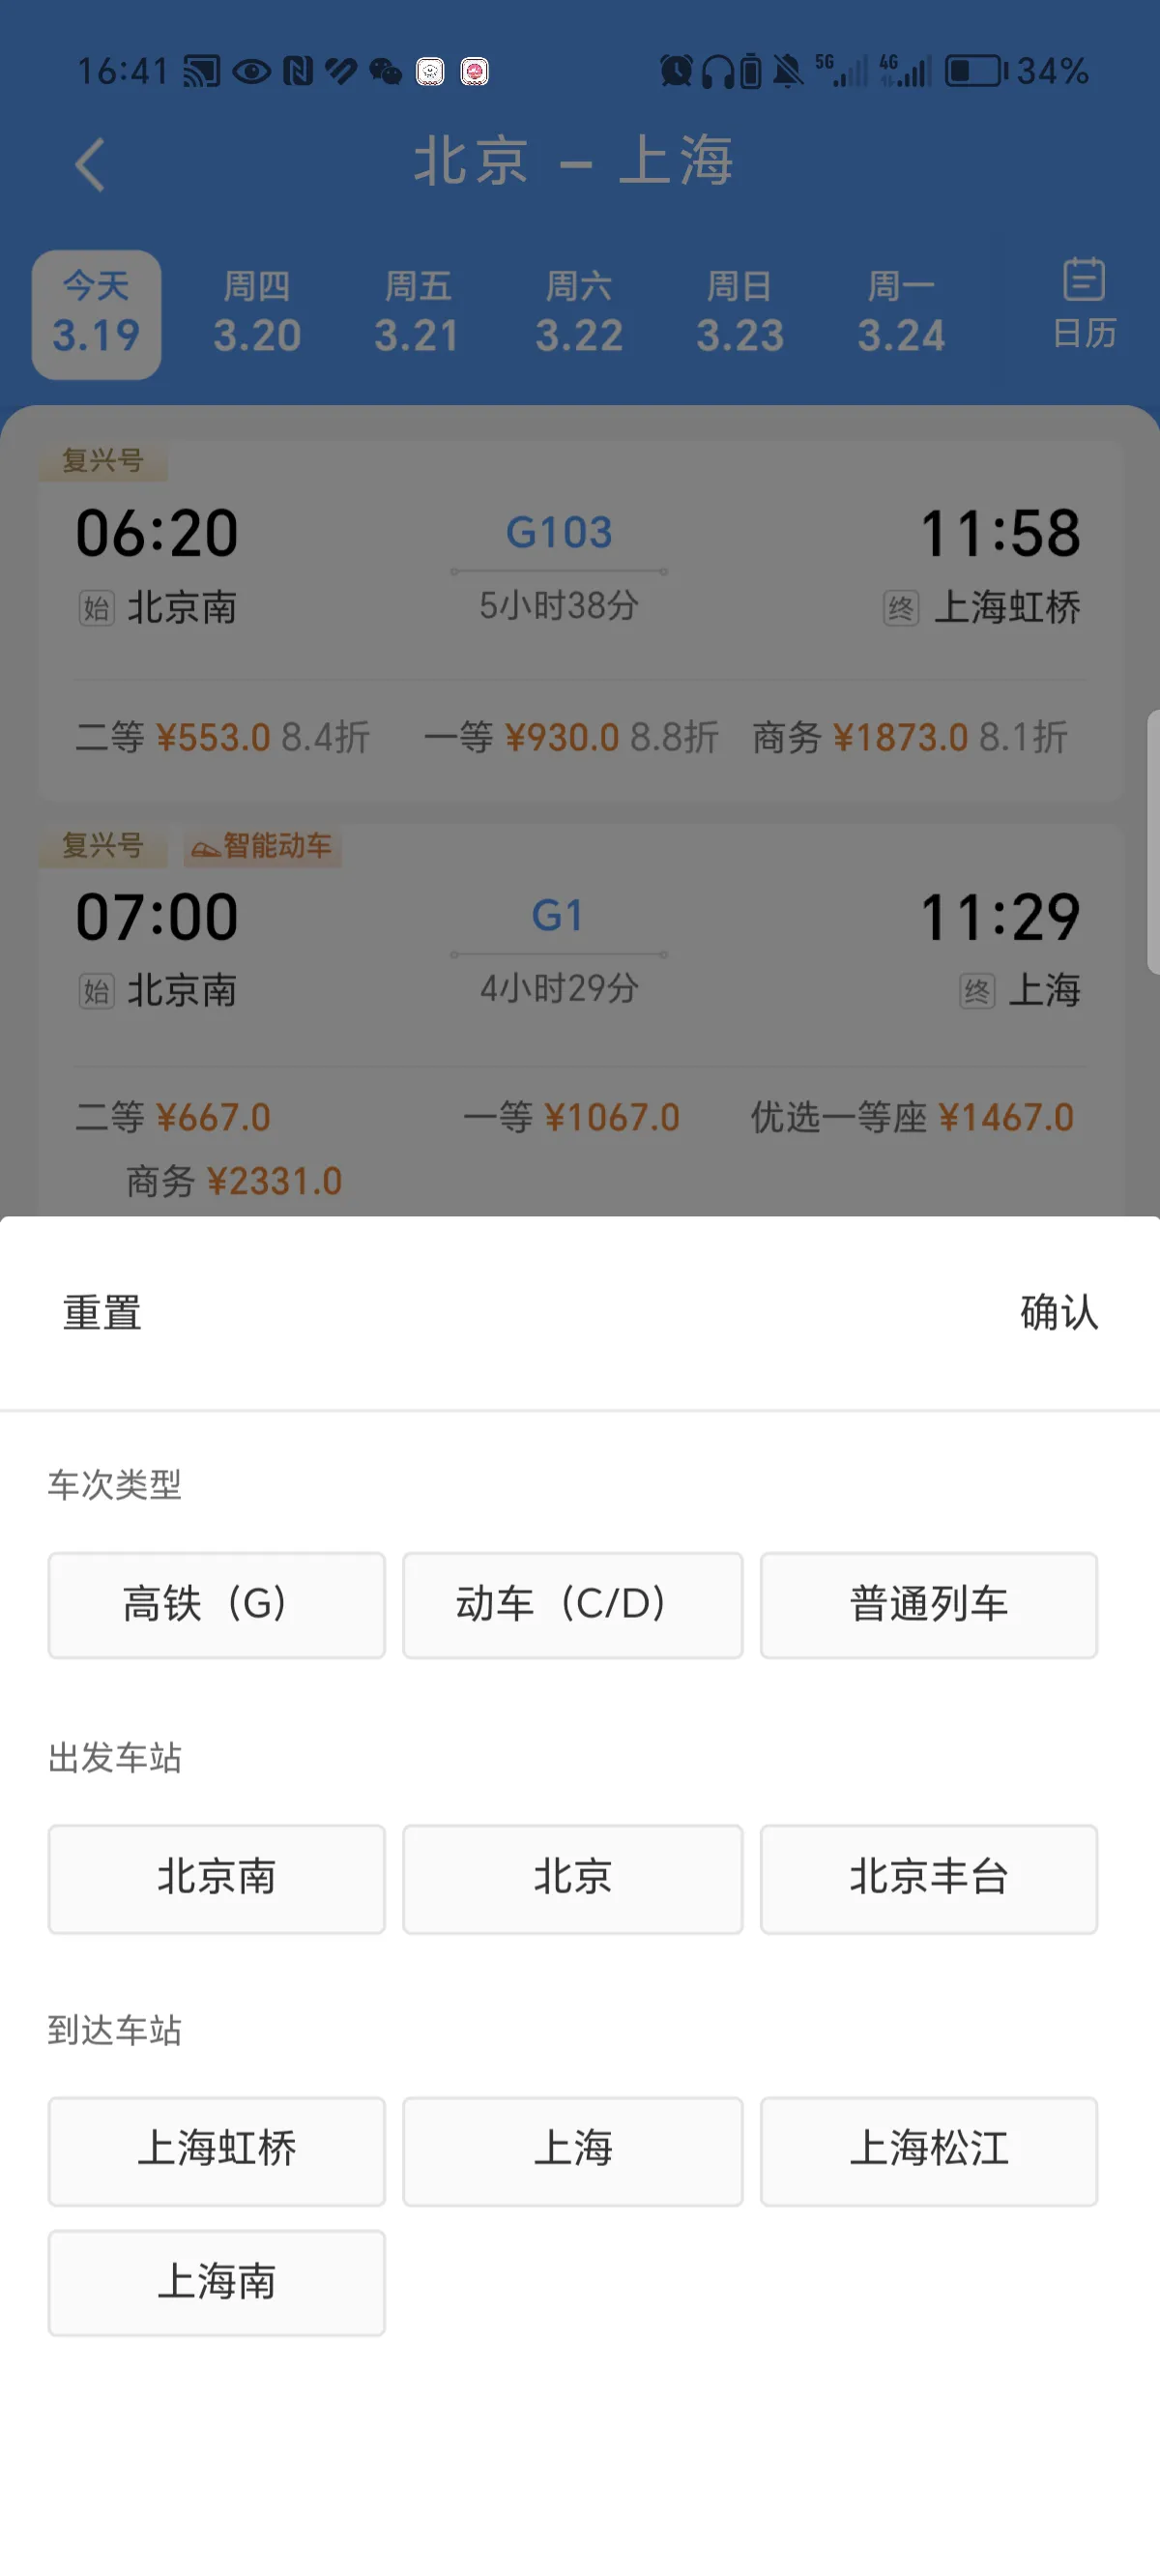 16:41 5G 4G 34%
北京 – 上海
今天 周四 周五 周六 周日 周一
3.19 3.20 3.21 3.22 3.23 3.24 日历
复兴号
06:20 G103 11:58
始 北京南 5小时38分 终 上海虹桥
二等 ¥553.0 8.4折 一等 ¥930.0 8.8折 商务 ¥1873.0 8.1折
复兴号 智能动车
07:00 G1 11:29
始 北京南 4小时29分 终 上海
二等 ¥667.0 一等 ¥1067.0 优选一等座 ¥1467.0
商务 ¥2331.0
重置 确认
车次类型
高铁（G） 动车（C/D） 普通列车
出发车站
北京南 北京 北京丰台
到达车站
上海虹桥 上海 上海松江
上海南